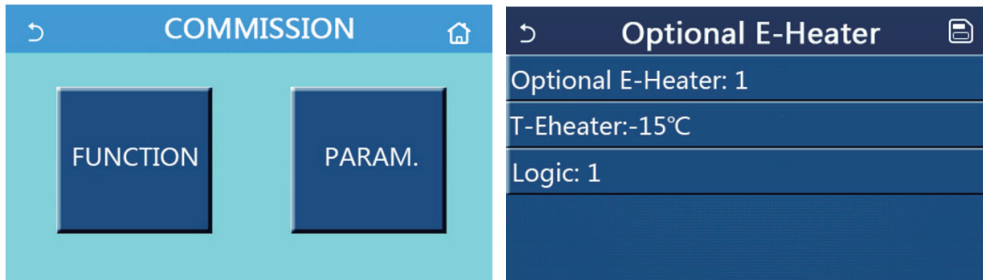 COMMISSION
FUNCTION
PARAM.
Optional E-Heater
Optional E-Heater: 1
T-Eheater:-15℃
Logic: 1